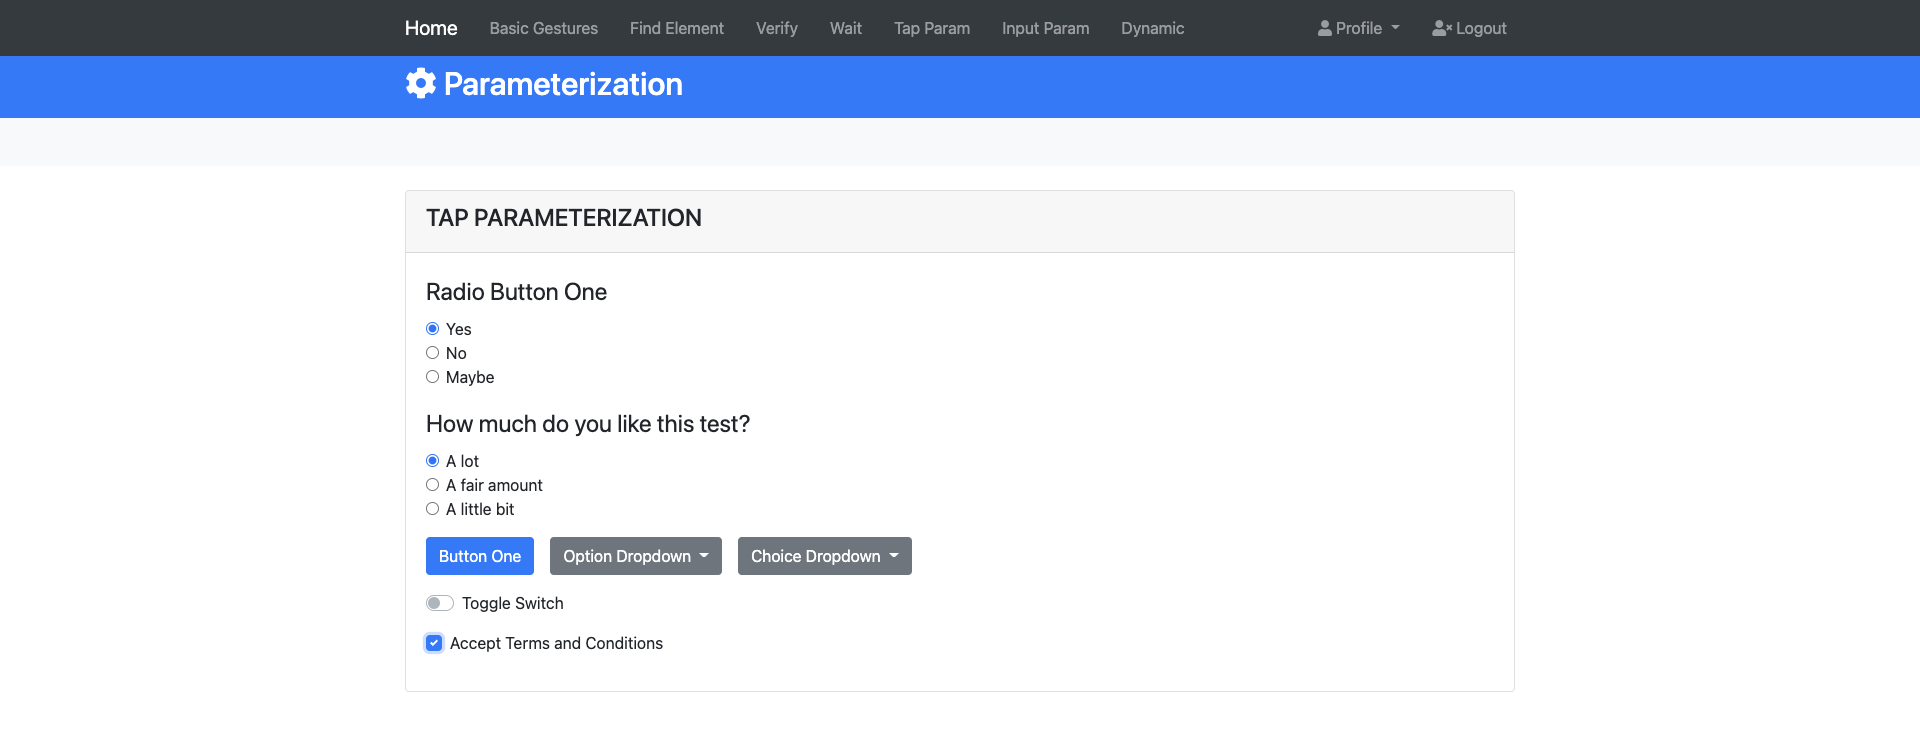 Home Basic Gestures Find Element Verify Wait Tap Param Input Param Dynamic Profile Logout
Parameterization
TAP PARAMETERIZATION
Radio Button One
Yes
No
Maybe
How much do you like this test?
A lot
A fair amount
A little bit
Button One Option Dropdown Choice Dropdown
Toggle Switch
Accept Terms and Conditions